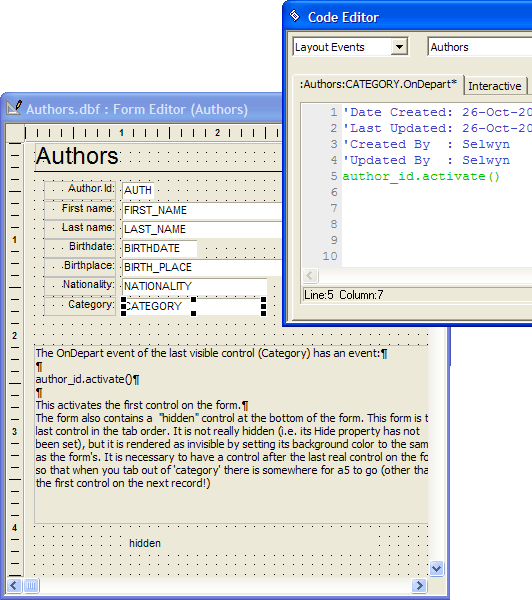 Code Editor
Layout Events
Authors
:Authors:CATEGORY.OnDepart*
Interactive
1 'Date Created: 26-Oct-20
2 'Last Updated: 26-Oct-20
3 'Created By  : Selwyn
4 'Updated By  : Selwyn
5 author_id.activate()
6
7
8
9
10
Line:5  Column:7
Authors.dbf : Form Editor (Authors)
1 2
Authors
Author Id: AUTH
First name: FIRST_NAME
Last name: LAST_NAME
1
Birthdate: BIRTHDATE
Birthplace: BIRTH_PLACE
Nationality: NATIONALITY
Category: CATEGORY
2
The OnDepart event of the last visible control (Category) has an event:¶
¶
author_id.activate()¶
¶
This activates the first control on the form.¶
The form also contains a  "hidden" control at the bottom of the form. This form is t
3
last control in the tab order. It is not really hidden (i.e. its Hide property has not
been set), but it is rendered as invisible by setting its background color to the sam
as the form's. It is necessary to have a control after the last real control on the fo
so that when you tab out of 'category' there is somewhere for a5 to go (other tha
the first control on the next record!)
4
hidden